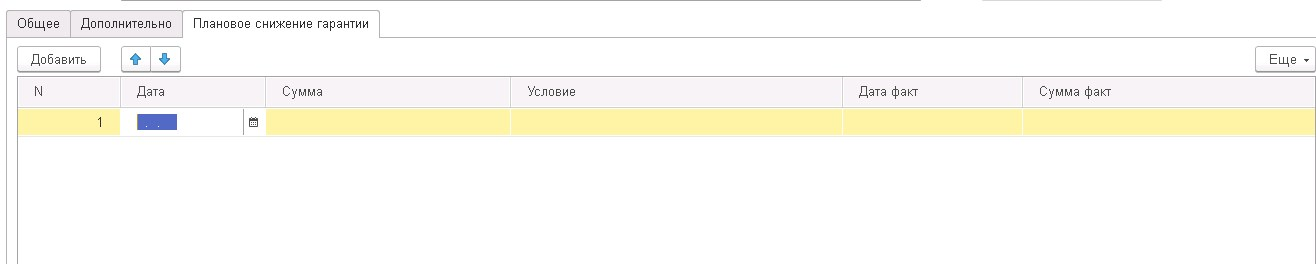 Общее Дополнительно Плановое снижение гарантии
Добавить Еще
N Дата Сумма Условие Дата факт Сумма факт
1 . .